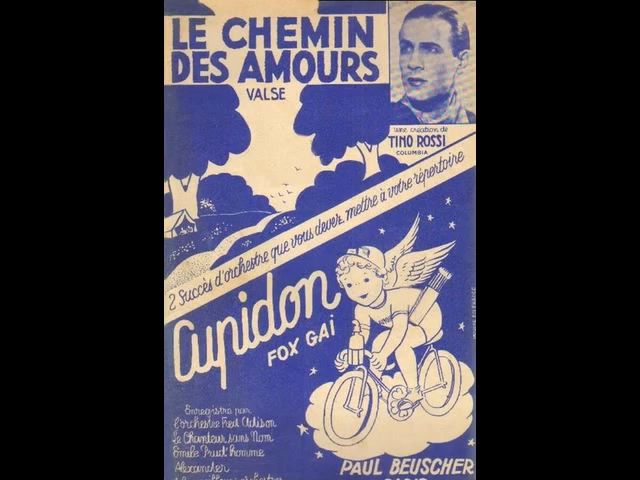 LE CHEMIN
DES AMOURS
VALSE
une création de
TINO ROSSI
COLUMBIA
2 Succès d'orchestre que vous devez mettre à votre répertoire
Cupidon
FOX GAI
Enregistré par
l'orchestre Fred Adison
Le Chanteur sans Nom
Émile Prud'homme
Alexander
PAUL BEUSCHER